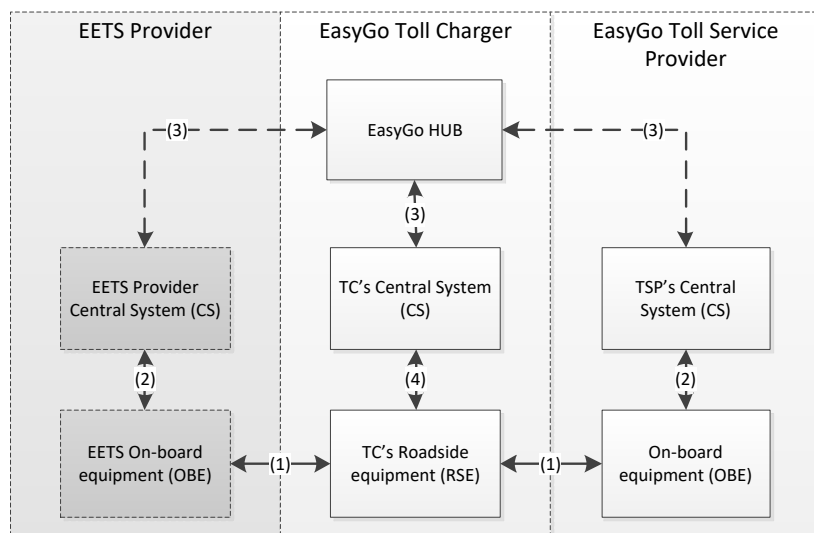 EETS Provider
EasyGo Toll Charger
EasyGo Toll Service
Provider
(3)
EasyGo HUB
(3)
(3)
EETS Provider
Central System (CS)
TC's Central System
(CS)
TSP's Central
System (CS)
(2)
(4)
(2)
EETS On-board
equipment (OBE)
(1)
TC's Roadside
equipment (RSE)
(1)
On-board
equipment (OBE)